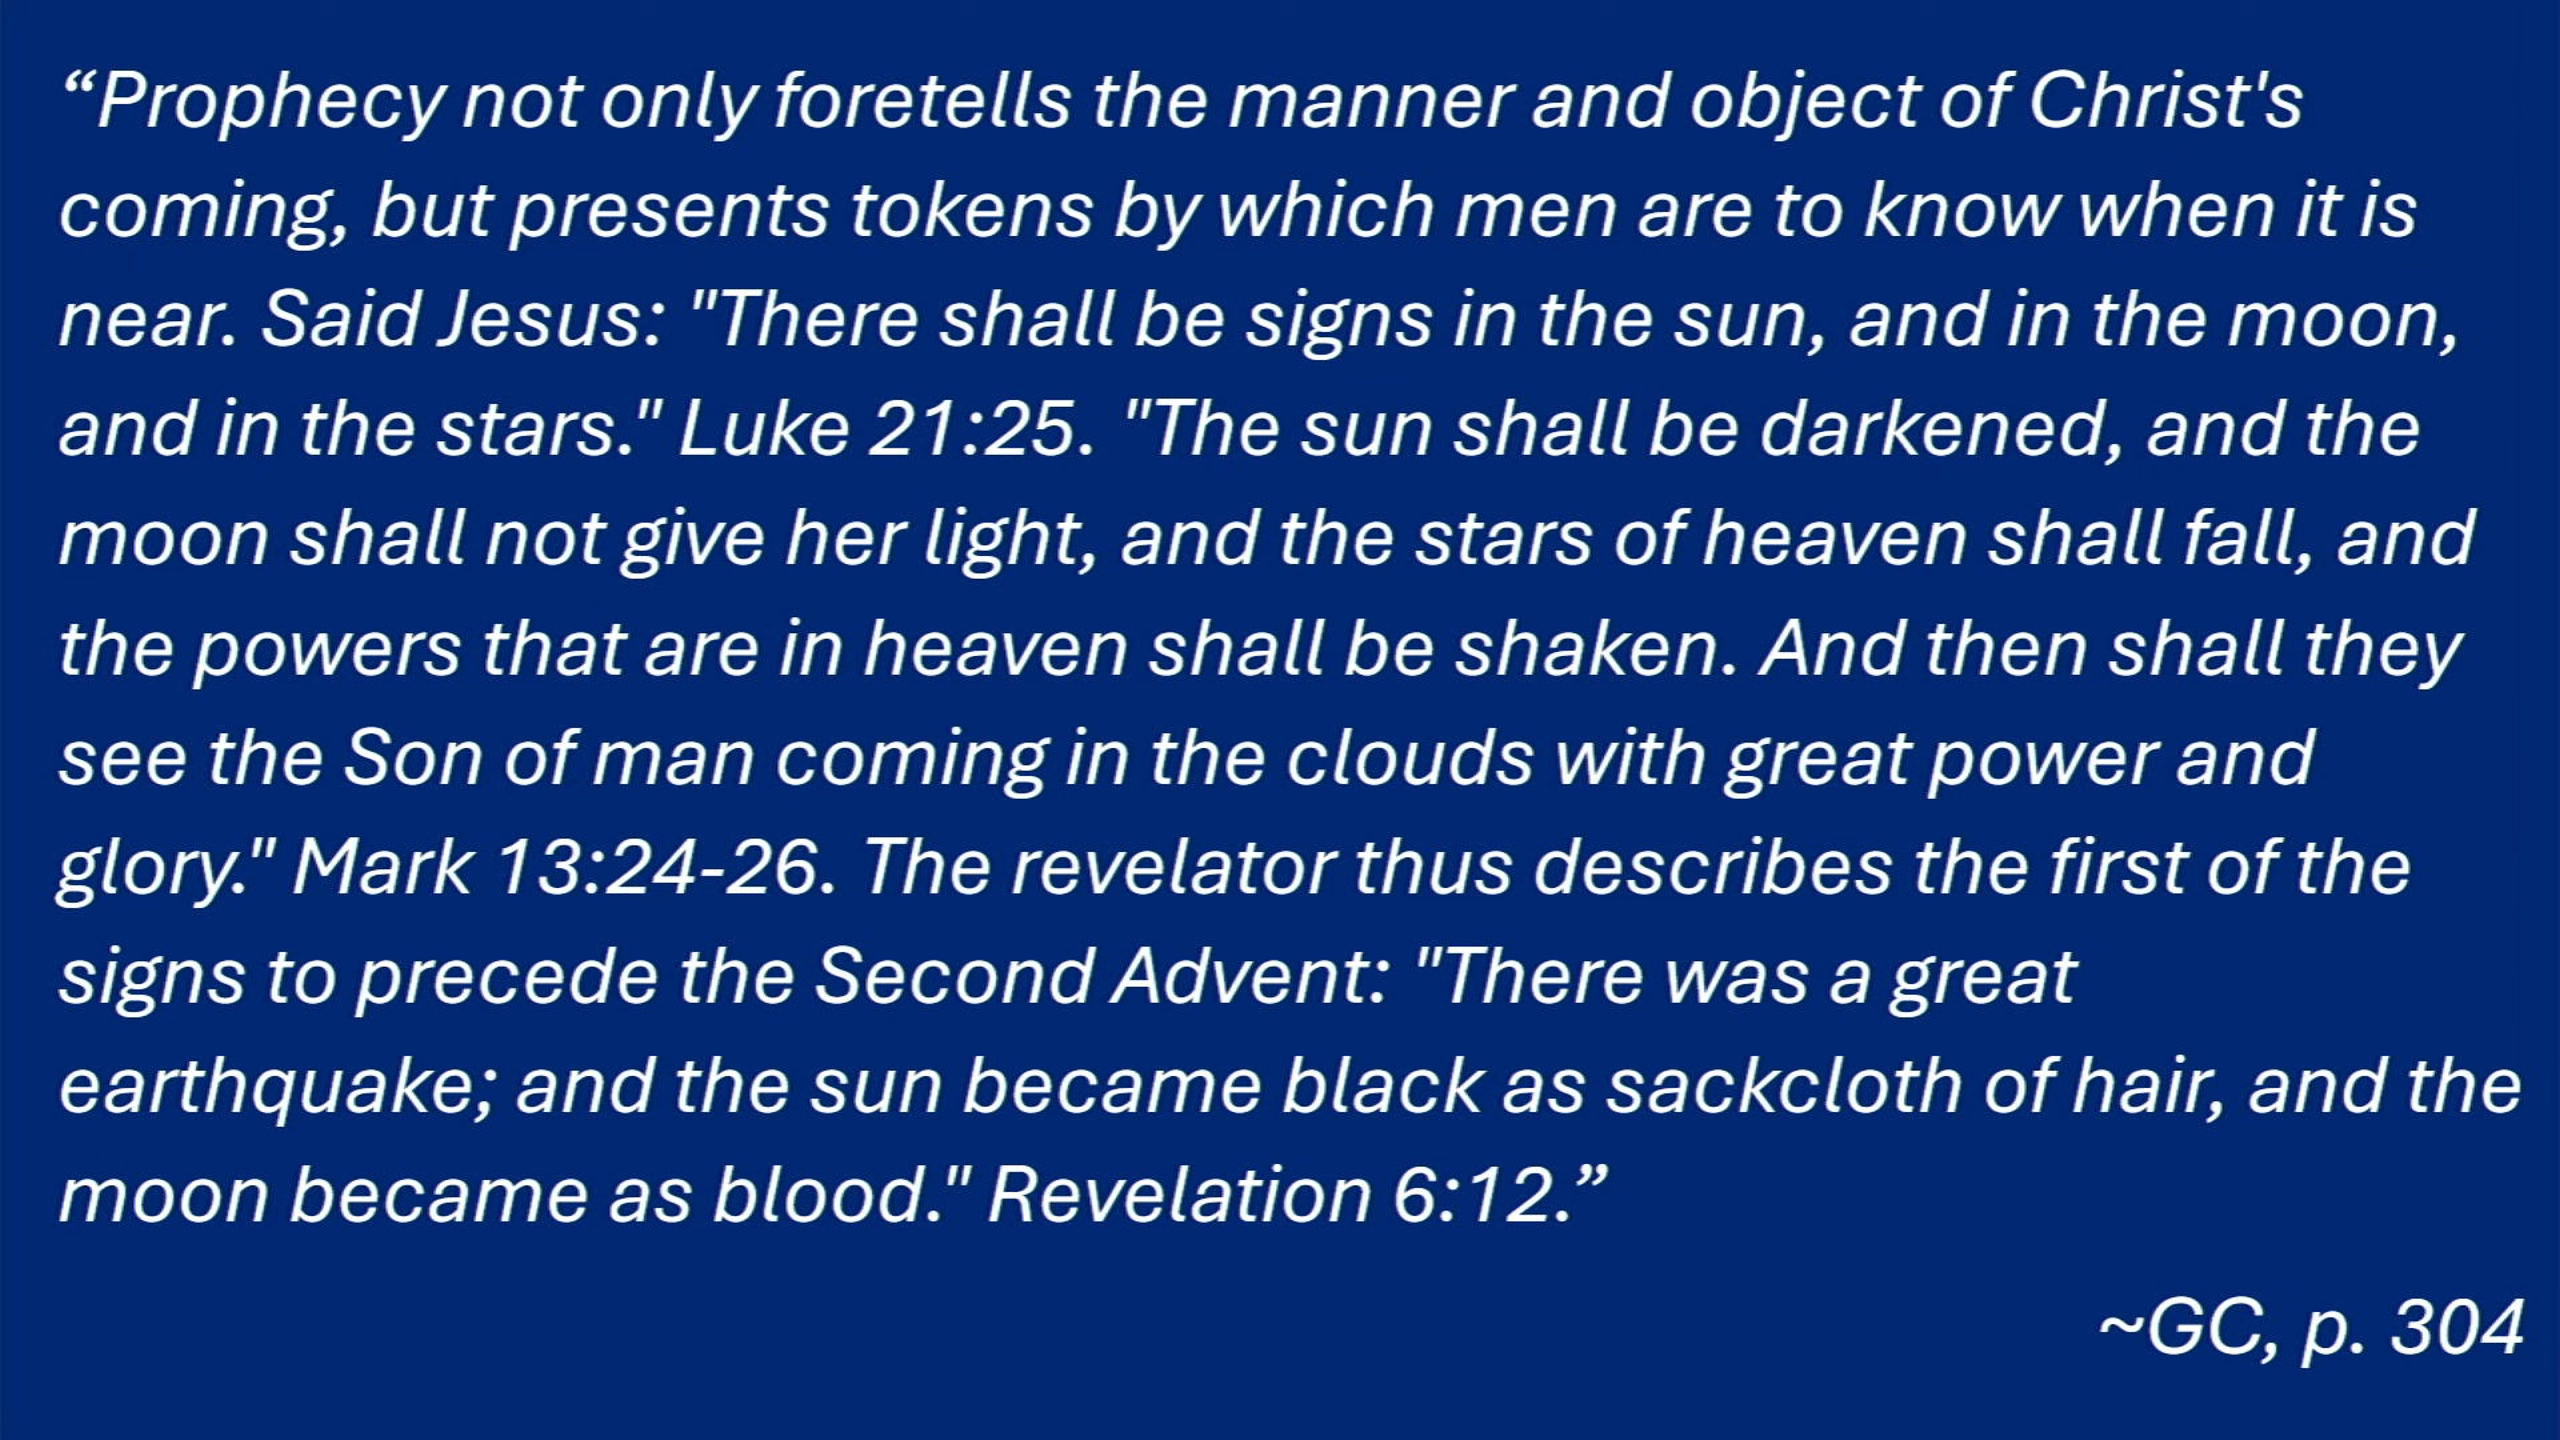 “Prophecy not only foretells the manner and object of Christ's
coming, but presents tokens by which men are to know when it is
near. Said Jesus: "There shall be signs in the sun, and in the moon,
and in the stars." Luke 21:25. "The sun shall be darkened, and the
moon shall not give her light, and the stars of heaven shall fall, and
the powers that are in heaven shall be shaken. And then shall they
see the Son of man coming in the clouds with great power and
glory." Mark 13:24-26. The revelator thus describes the first of the
signs to precede the Second Advent: "There was a great
earthquake; and the sun became black as sackcloth of hair, and the
moon became as blood." Revelation 6:12.”
~GC, p. 304